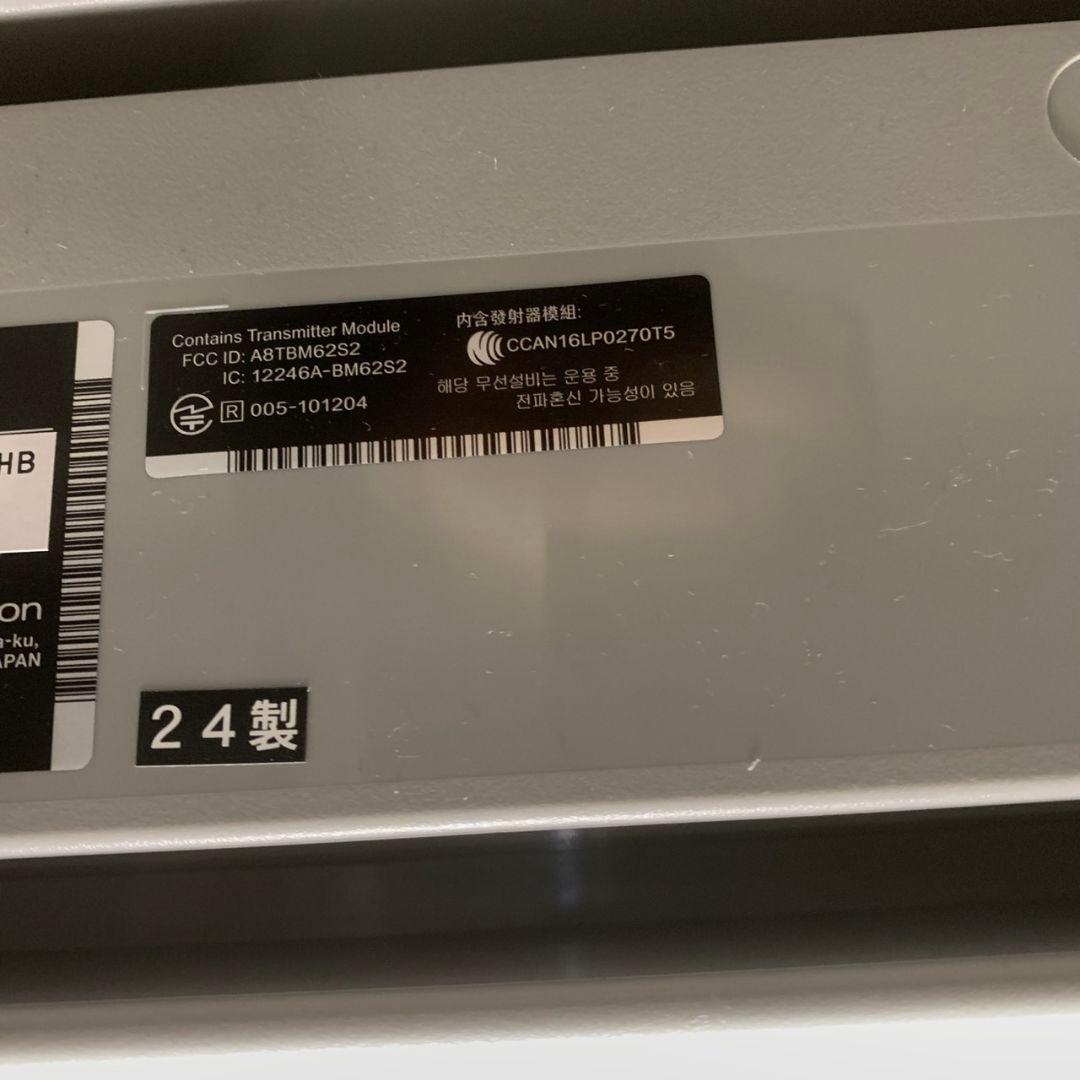 HB
on
a-ku,
APAN
Contains Transmitter Module
FCC ID: A8TBM62S2
IC: 12246A-BM62S2
R 005-101204
內含發射器模組:
CCAN16LP0270T5
해당 무선설비는 운용 중
전파혼신 가능성이 있음
24製